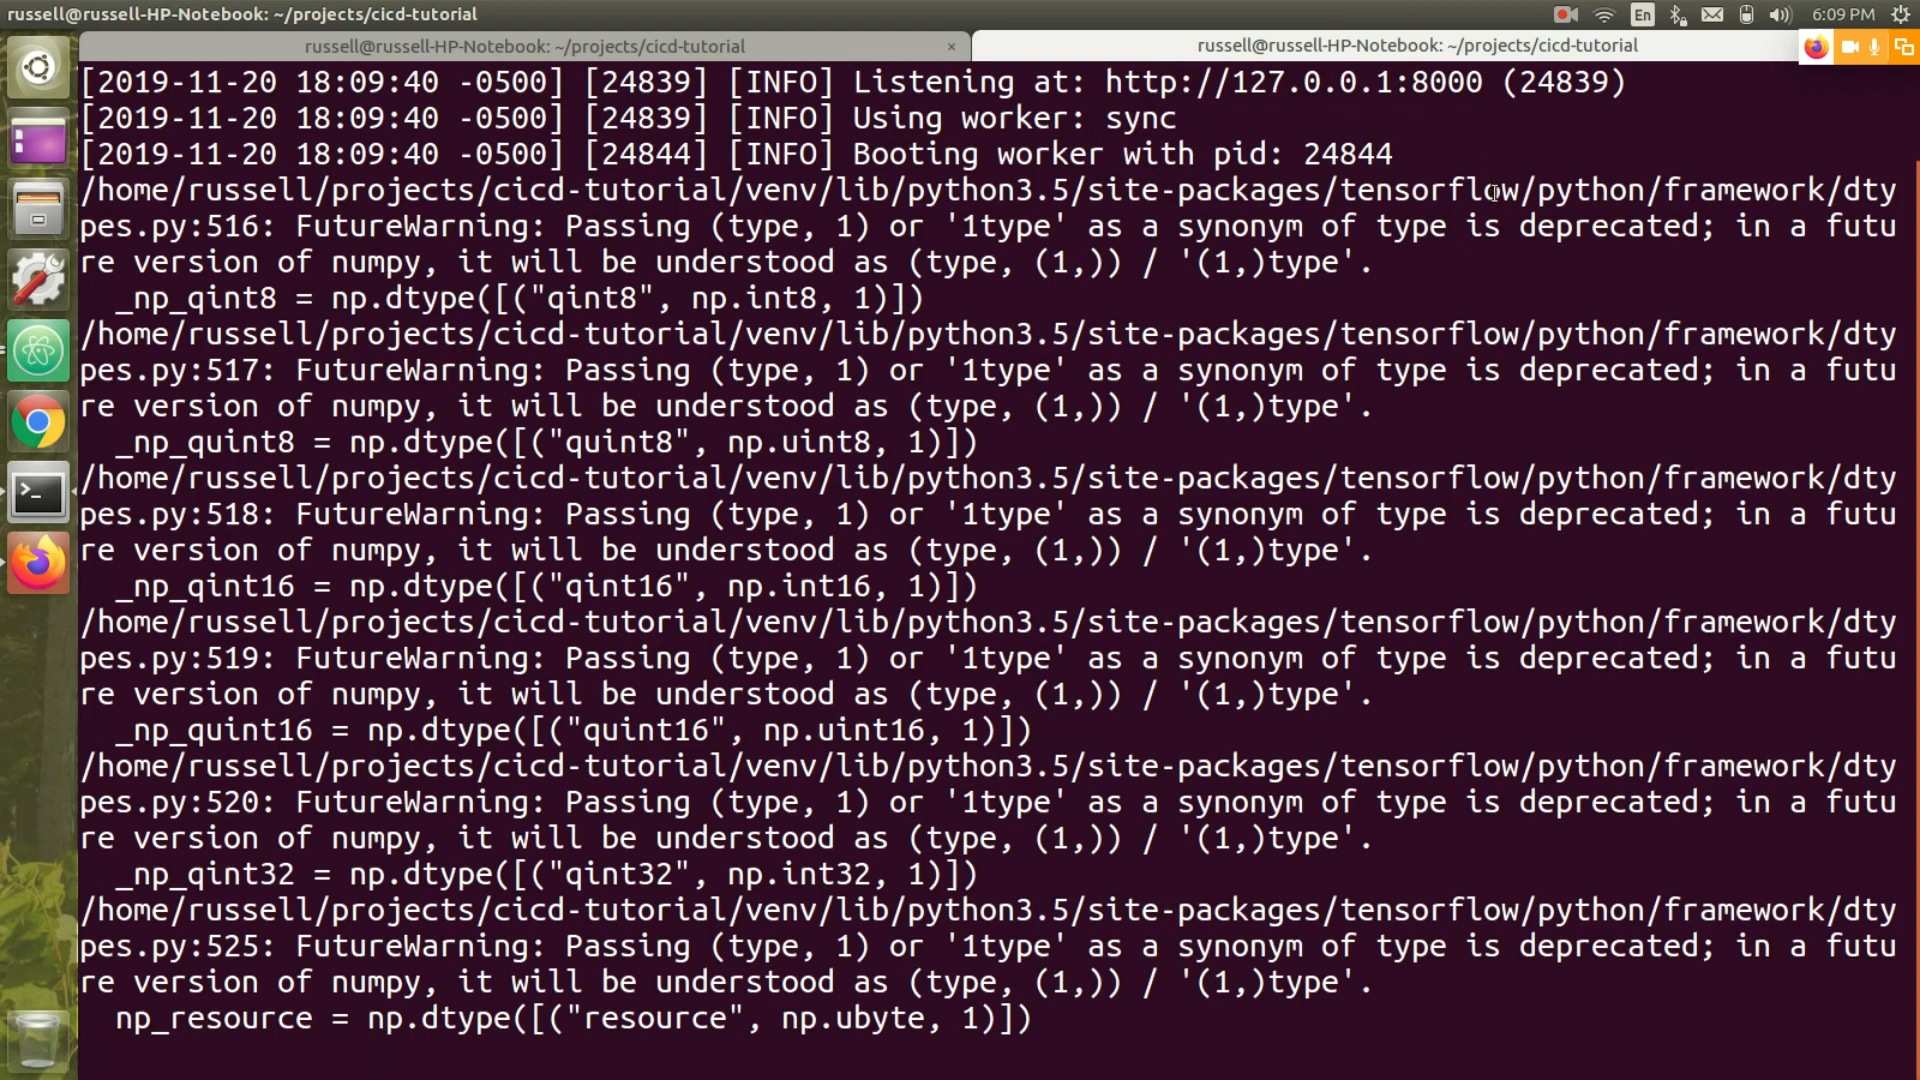 russell@russell-HP-Notebook: ~/projects/cicd-tutorial
En
6:09 PM
russell@russell-HP-Notebook: ~/projects/cicd-tutorial ×
russell@russell-HP-Notebook: ~/projects/cicd-tutorial
[2019-11-20 18:09:40 -0500] [24839] [INFO] Listening at: http://127.0.0.1:8000 (24839)
[2019-11-20 18:09:40 -0500] [24839] [INFO] Using worker: sync
[2019-11-20 18:09:40 -0500] [24844] [INFO] Booting worker with pid: 24844
/home/russell/projects/cicd-tutorial/venv/lib/python3.5/site-packages/tensorflow/python/framework/dty
pes.py:516: FutureWarning: Passing (type, 1) or '1type' as a synonym of type is deprecated; in a futu
re version of numpy, it will be understood as (type, (1,)) / '(1,)type'.
  _np_qint8 = np.dtype([("qint8", np.int8, 1)])
/home/russell/projects/cicd-tutorial/venv/lib/python3.5/site-packages/tensorflow/python/framework/dty
pes.py:517: FutureWarning: Passing (type, 1) or '1type' as a synonym of type is deprecated; in a futu
re version of numpy, it will be understood as (type, (1,)) / '(1,)type'.
  _np_quint8 = np.dtype([("quint8", np.uint8, 1)])
/home/russell/projects/cicd-tutorial/venv/lib/python3.5/site-packages/tensorflow/python/framework/dty
pes.py:518: FutureWarning: Passing (type, 1) or '1type' as a synonym of type is deprecated; in a futu
re version of numpy, it will be understood as (type, (1,)) / '(1,)type'.
  _np_qint16 = np.dtype([("qint16", np.int16, 1)])
/home/russell/projects/cicd-tutorial/venv/lib/python3.5/site-packages/tensorflow/python/framework/dty
pes.py:519: FutureWarning: Passing (type, 1) or '1type' as a synonym of type is deprecated; in a futu
re version of numpy, it will be understood as (type, (1,)) / '(1,)type'.
  _np_quint16 = np.dtype([("quint16", np.uint16, 1)])
/home/russell/projects/cicd-tutorial/venv/lib/python3.5/site-packages/tensorflow/python/framework/dty
pes.py:520: FutureWarning: Passing (type, 1) or '1type' as a synonym of type is deprecated; in a futu
re version of numpy, it will be understood as (type, (1,)) / '(1,)type'.
  _np_qint32 = np.dtype([("qint32", np.int32, 1)])
/home/russell/projects/cicd-tutorial/venv/lib/python3.5/site-packages/tensorflow/python/framework/dty
pes.py:525: FutureWarning: Passing (type, 1) or '1type' as a synonym of type is deprecated; in a futu
re version of numpy, it will be understood as (type, (1,)) / '(1,)type'.
  np_resource = np.dtype([("resource", np.ubyte, 1)])